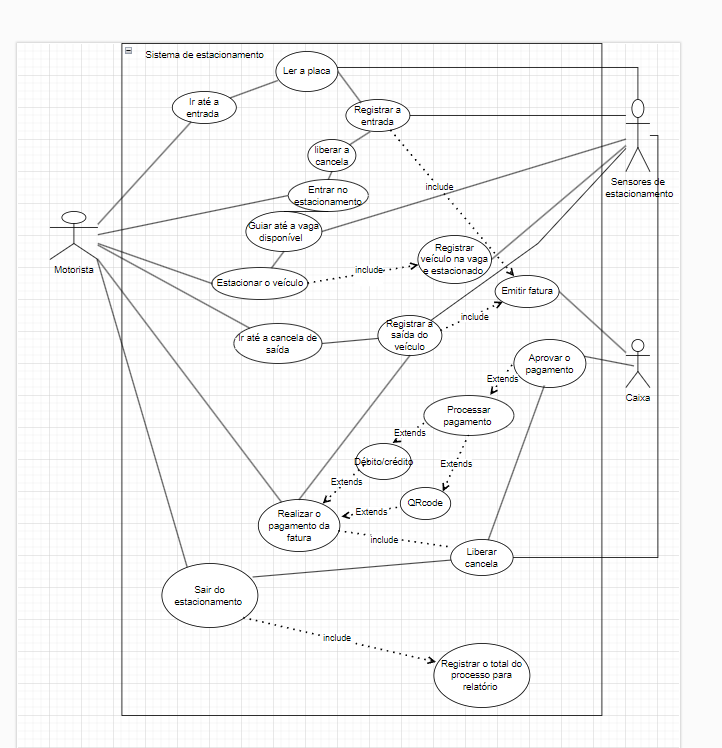 Sistema de estacionamento
Ler a placa
Ir até a
entrada
Registrar a
entrada
liberar a
cancela
include
Sensores de
estacionamento
Entrar no
estacionamento
Guiar até a vaga
disponível
Motorista
Registrar
veículo na vaga
e estacionado
include
Estacionar o veículo
Emitir fatura
include
Registrar a
saída do
veículo
Ir até a cancela de
saída
Aprovar o
pagamento
Extends
Caixa
Processar
pagamento
Extends
Débito/crédito
Extends
Extends
QRcode
Extends
Realizar o
pagamento da
fatura
include
Liberar
cancela
Sair do
estacionamento
include
Registrar o total do
processo para
relatório